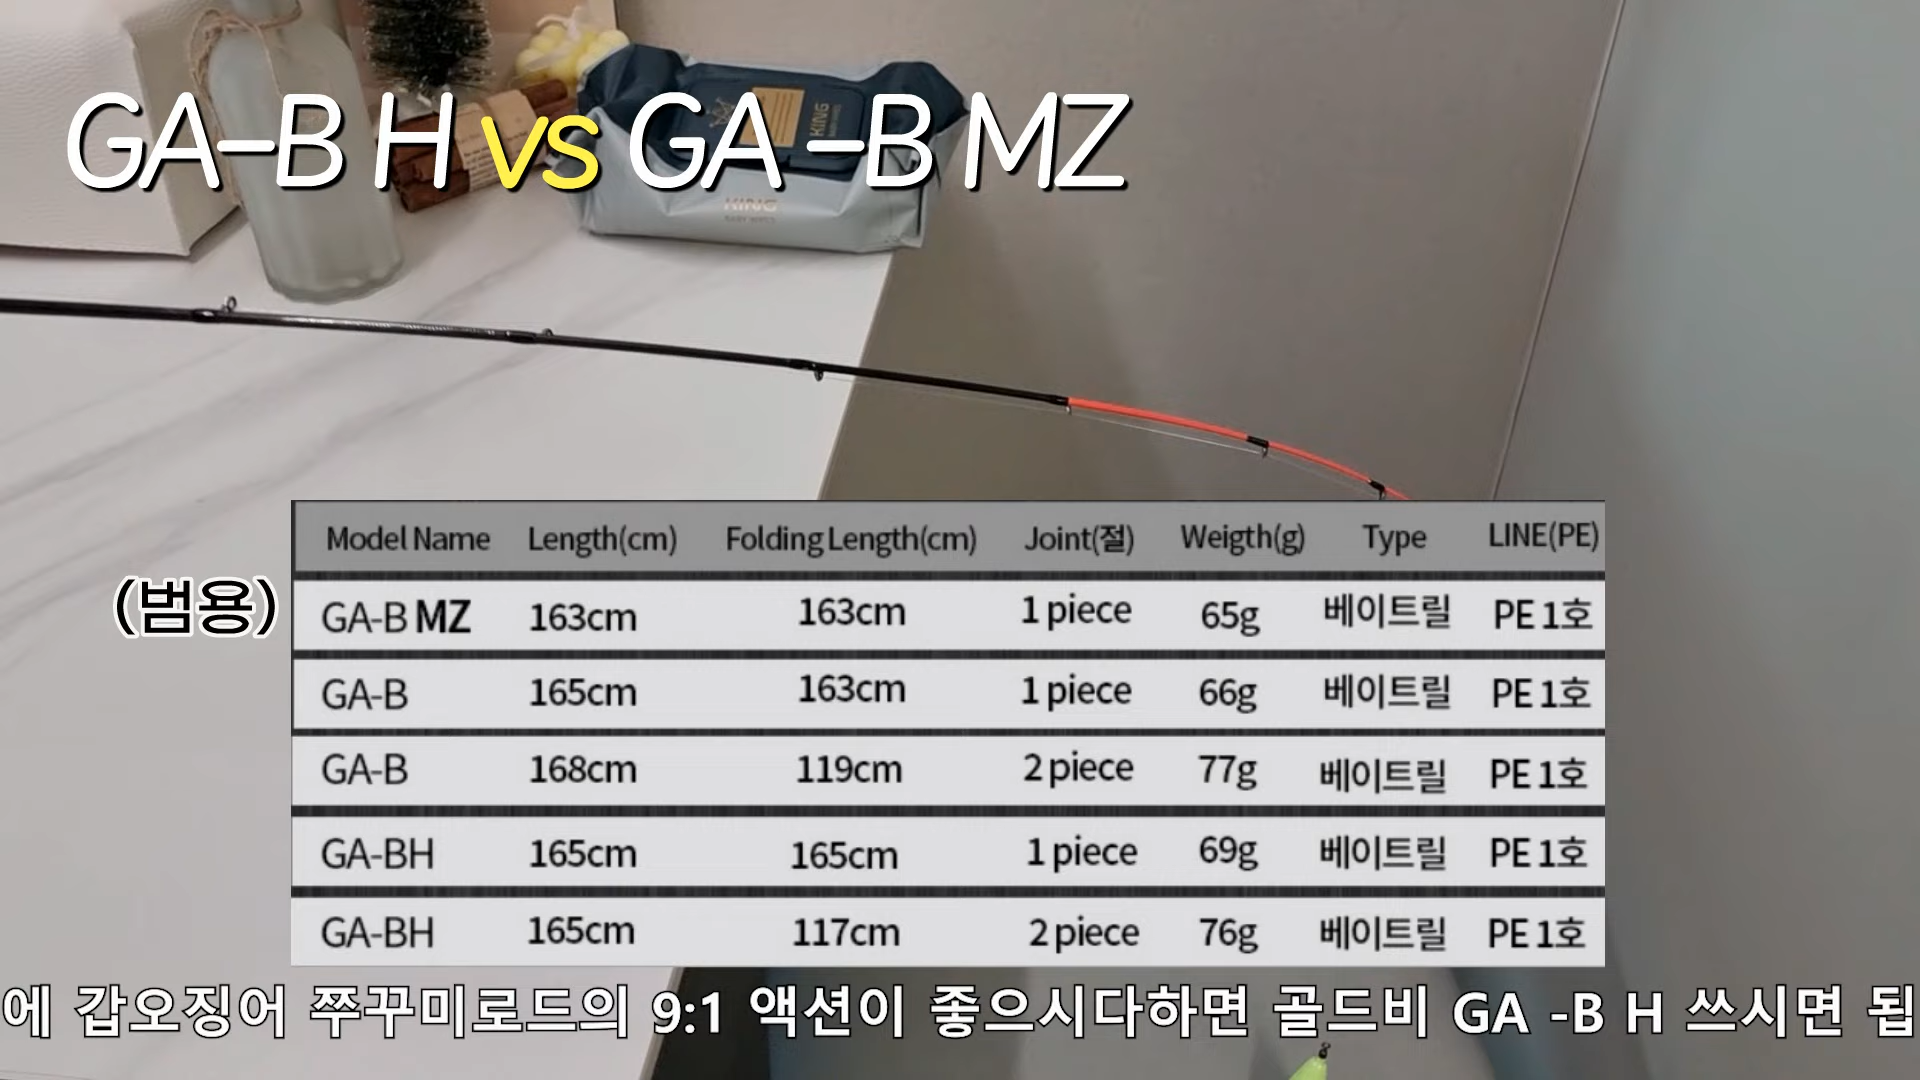 GA-B H vs GA-B MZ
KING
KING
Model Name Length(cm) Folding Length(cm) Joint(절) Weigth(g) Type LINE(PE)
(범용) GA-B MZ 163cm 163cm 1 piece 65g 베이트릴 PE 1호
GA-B 165cm 163cm 1 piece 66g 베이트릴 PE 1호
GA-B 168cm 119cm 2 piece 77g 베이트릴 PE 1호
GA-BH 165cm 165cm 1 piece 69g 베이트릴 PE 1호
GA-BH 165cm 117cm 2 piece 76g 베이트릴 PE 1호
에 갑오징어 쭈꾸미로드의 9:1 액션이 좋으시다하면 골드비 GA -B H 쓰시면 됩